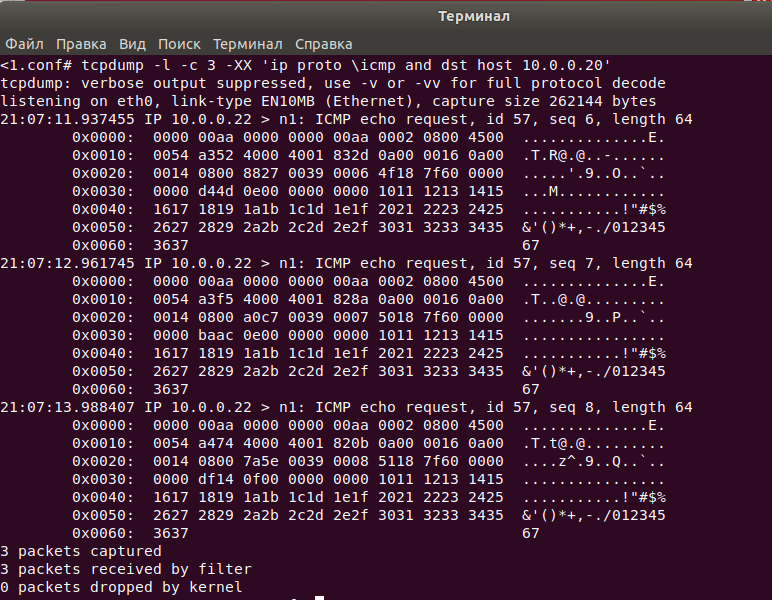 Терминал
Файл Правка Вид Поиск Терминал Справка
<1.conf# tcpdump -l -c 3 -XX 'ip proto \icmp and dst host 10.0.0.20'
tcpdump: verbose output suppressed, use -v or -vv for full protocol decode
listening on eth0, link-type EN10MB (Ethernet), capture size 262144 bytes
21:07:11.937455 IP 10.0.0.22 > n1: ICMP echo request, id 57, seq 6, length 64
0x0000:  0000 00aa 0000 0000 00aa 0002 0800 4500  ..............E.
0x0010:  0054 a352 4000 4001 832d 0a00 0016 0a00  .T.R@.@..-......
0x0020:  0014 0800 8827 0039 0006 4f18 7f60 0000  .....'.9..O..`..
0x0030:  0000 d44d 0e00 0000 0000 1011 1213 1415  ...M............
0x0040:  1617 1819 1a1b 1c1d 1e1f 2021 2223 2425  ...........!"#$%
0x0050:  2627 2829 2a2b 2c2d 2e2f 3031 3233 3435  &'()*+,-./012345
0x0060:  3637                                     67
21:07:12.961745 IP 10.0.0.22 > n1: ICMP echo request, id 57, seq 7, length 64
0x0000:  0000 00aa 0000 0000 00aa 0002 0800 4500  ..............E.
0x0010:  0054 a3f5 4000 4001 828a 0a00 0016 0a00  .T..@.@.........
0x0020:  0014 0800 a0c7 0039 0007 5018 7f60 0000  .......9..P..`..
0x0030:  0000 baac 0e00 0000 0000 1011 1213 1415  ................
0x0040:  1617 1819 1a1b 1c1d 1e1f 2021 2223 2425  ...........!"#$%
0x0050:  2627 2829 2a2b 2c2d 2e2f 3031 3233 3435  &'()*+,-./012345
0x0060:  3637                                     67
21:07:13.988407 IP 10.0.0.22 > n1: ICMP echo request, id 57, seq 8, length 64
0x0000:  0000 00aa 0000 0000 00aa 0002 0800 4500  ..............E.
0x0010:  0054 a474 4000 4001 820b 0a00 0016 0a00  .T.t@.@.........
0x0020:  0014 0800 7a5e 0039 0008 5118 7f60 0000  ....z^.9..Q..`..
0x0030:  0000 df14 0f00 0000 0000 1011 1213 1415  ................
0x0040:  1617 1819 1a1b 1c1d 1e1f 2021 2223 2425  ...........!"#$%
0x0050:  2627 2829 2a2b 2c2d 2e2f 3031 3233 3435  &'()*+,-./012345
0x0060:  3637                                     67
3 packets captured
3 packets received by filter
0 packets dropped by kernel